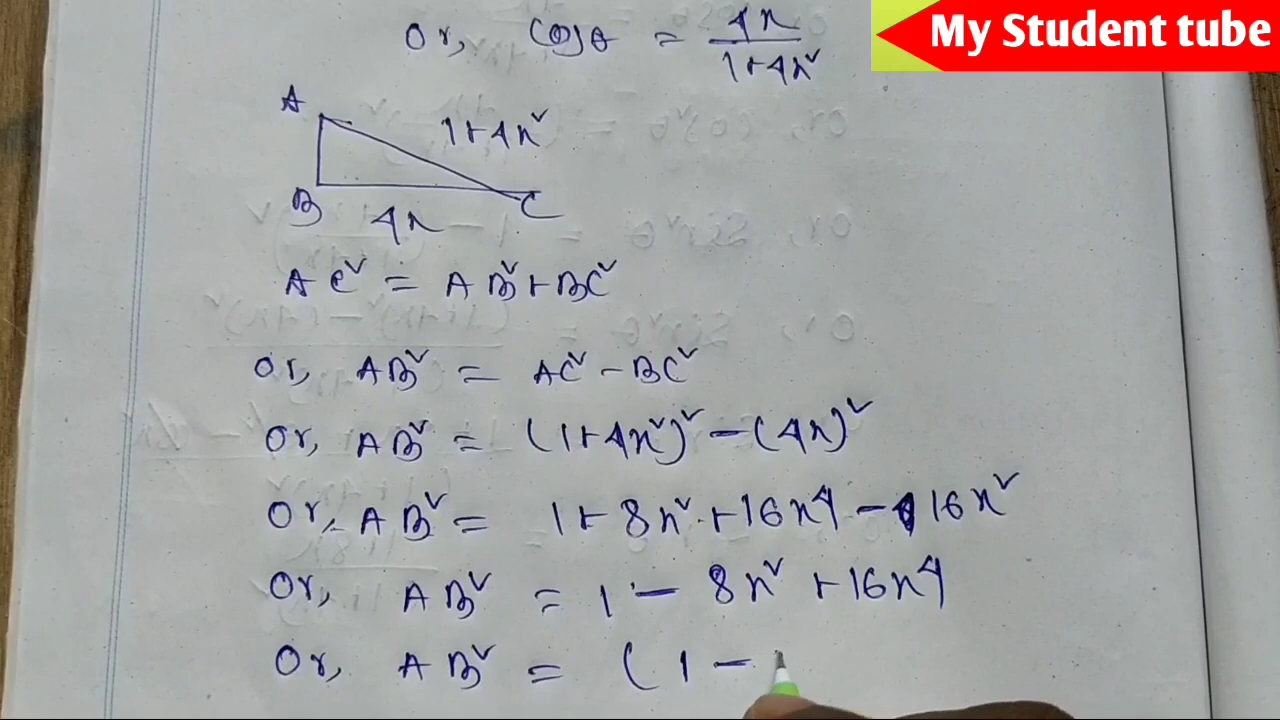 My Student tube
Or, Cosθ = 4x / 1+4x²
A
1+4x²
B
C
4x
AC² = AB²+BC²
Or, AB² = AC² - BC²
Or, AB² = (1+4x²)² - (4x)²
Or, AB² = 1+8x²+16x⁴ - 16x²
Or, AB² = 1 - 8x² +16x⁴
Or, AB² = (1 -